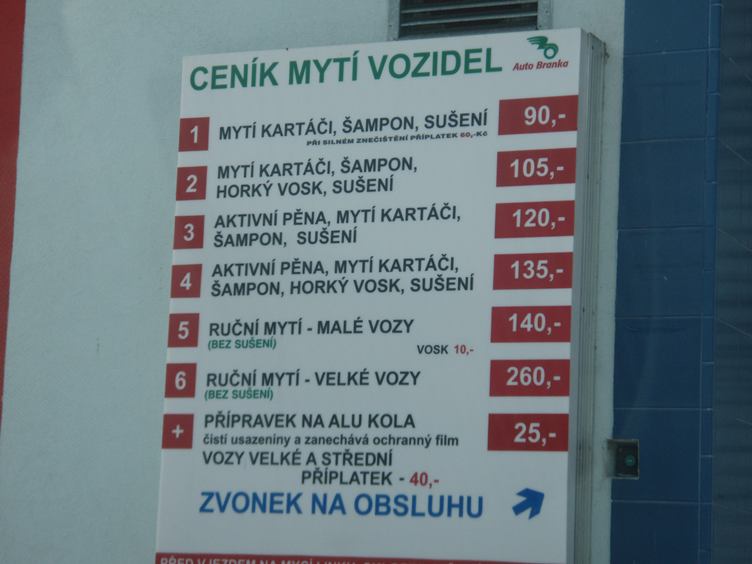 CENÍK MYTÍ VOZIDEL
Auto Branka
1 MYTÍ KARTÁČI, ŠAMPON, SUŠENÍ 90,-
PŘI SILNÉM ZNEČIŠTĚNÍ PŘÍPLATEK 60,-Kč
2 MYTÍ KARTÁČI, ŠAMPON, 105,-
HORKÝ VOSK, SUŠENÍ
3 AKTIVNÍ PĚNA, MYTÍ KARTÁČI, 120,-
ŠAMPON, SUŠENÍ
4 AKTIVNÍ PĚNA, MYTÍ KARTÁČI, 135,-
ŠAMPON, HORKÝ VOSK, SUŠENÍ
5 RUČNÍ MYTÍ - MALÉ VOZY 140,-
(BEZ SUŠENÍ) VOSK 10,-
6 RUČNÍ MYTÍ - VELKÉ VOZY 260,-
(BEZ SUŠENÍ)
+ PŘÍPRAVEK NA ALU KOLA 25,-
čistí usazeniny a zanechává ochranný film
VOZY VELKÉ A STŘEDNÍ
PŘÍPLATEK - 40,-
ZVONEK NA OBSLUHU